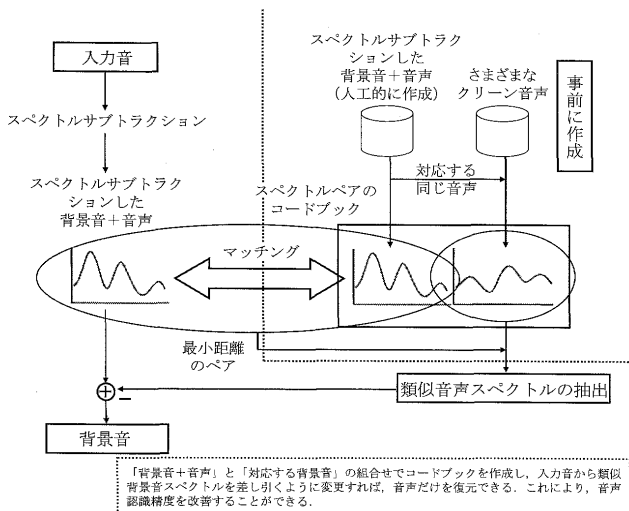 入力音
スペクトルサブトラクション
スペクトルサブトラク
ションした
背景音＋音声
スペクトルサブトラク
ションした
背景音＋音声
（人工的に作成）
さまざまな
クリーン音声
事前に作成
対応する
同じ音声
スペクトルペアの
コードブック
マッチング
最小距離
のペア
類似音声スペクトルの抽出
＋
−
背景音
「背景音＋音声」と「対応する背景音」の組合せでコードブックを作成し，入力音から類似
背景音スペクトルを差し引くように変更すれば，音声だけを復元できる．これにより，音声
認識精度を改善することができる．